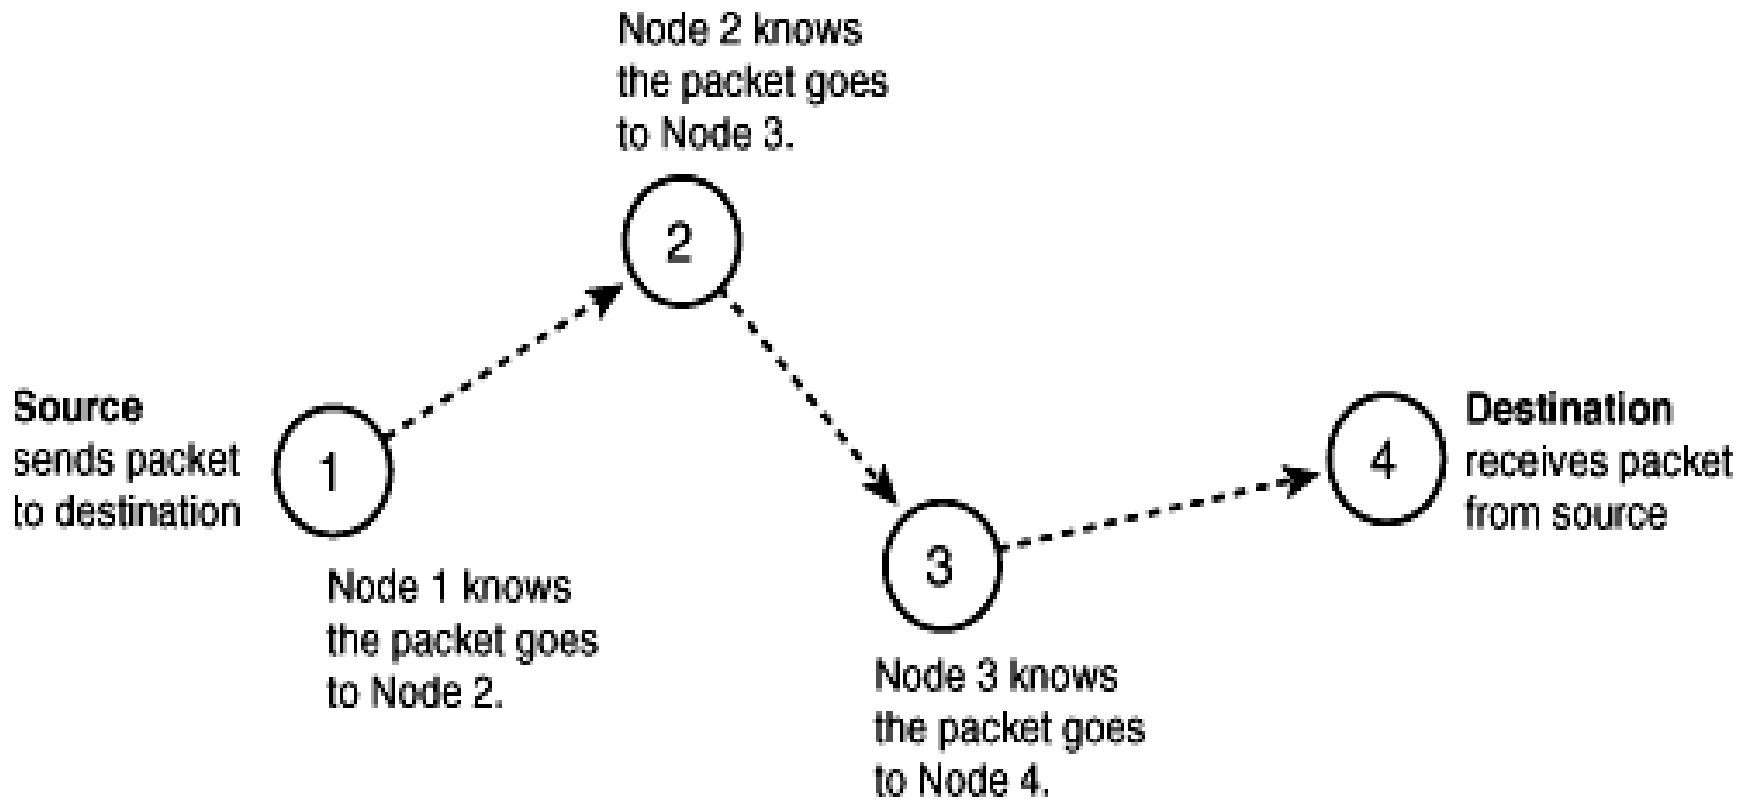 Node 2 knows
the packet goes
to Node 3.
2
Source
sends packet
to destination
1
Node 1 knows
the packet goes
to Node 2.
3
Node 3 knows
the packet goes
to Node 4.
4
Destination
receives packet
from source